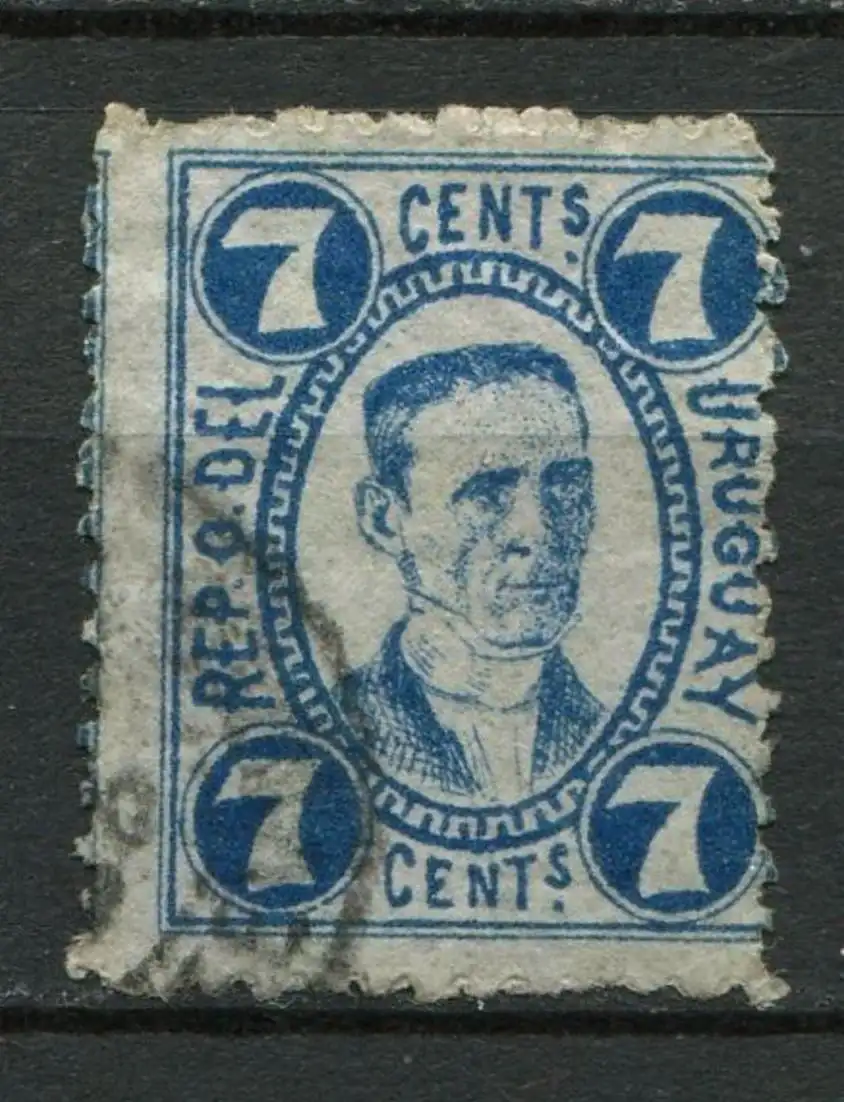 7 CENTS. 7
REP. O. DEL
URUGUAY
7 CENTS. 7